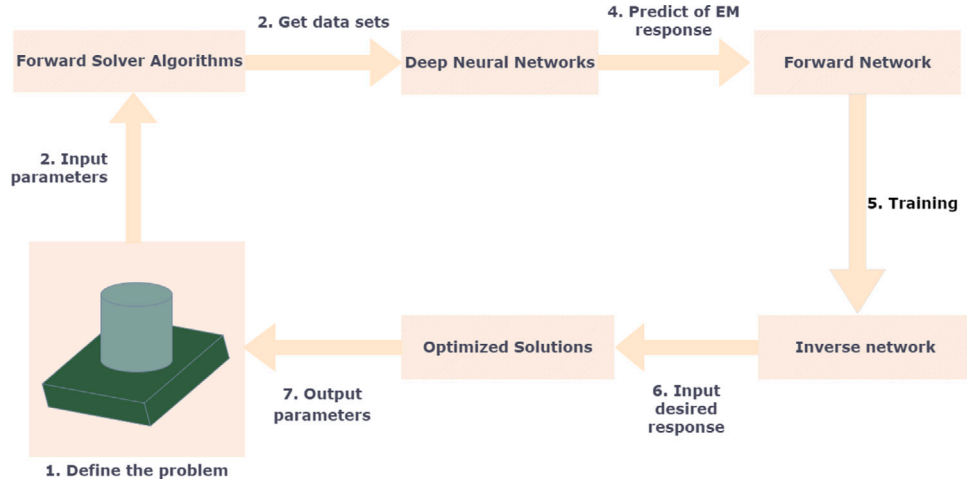 2. Get data sets
4. Predict of EM
response
Forward Solver Algorithms
Deep Neural Networks
Forward Network
2. Input
parameters
5. Training
Optimized Solutions
Inverse network
7. Output
parameters
6. Input
desired
response
1. Define the problem